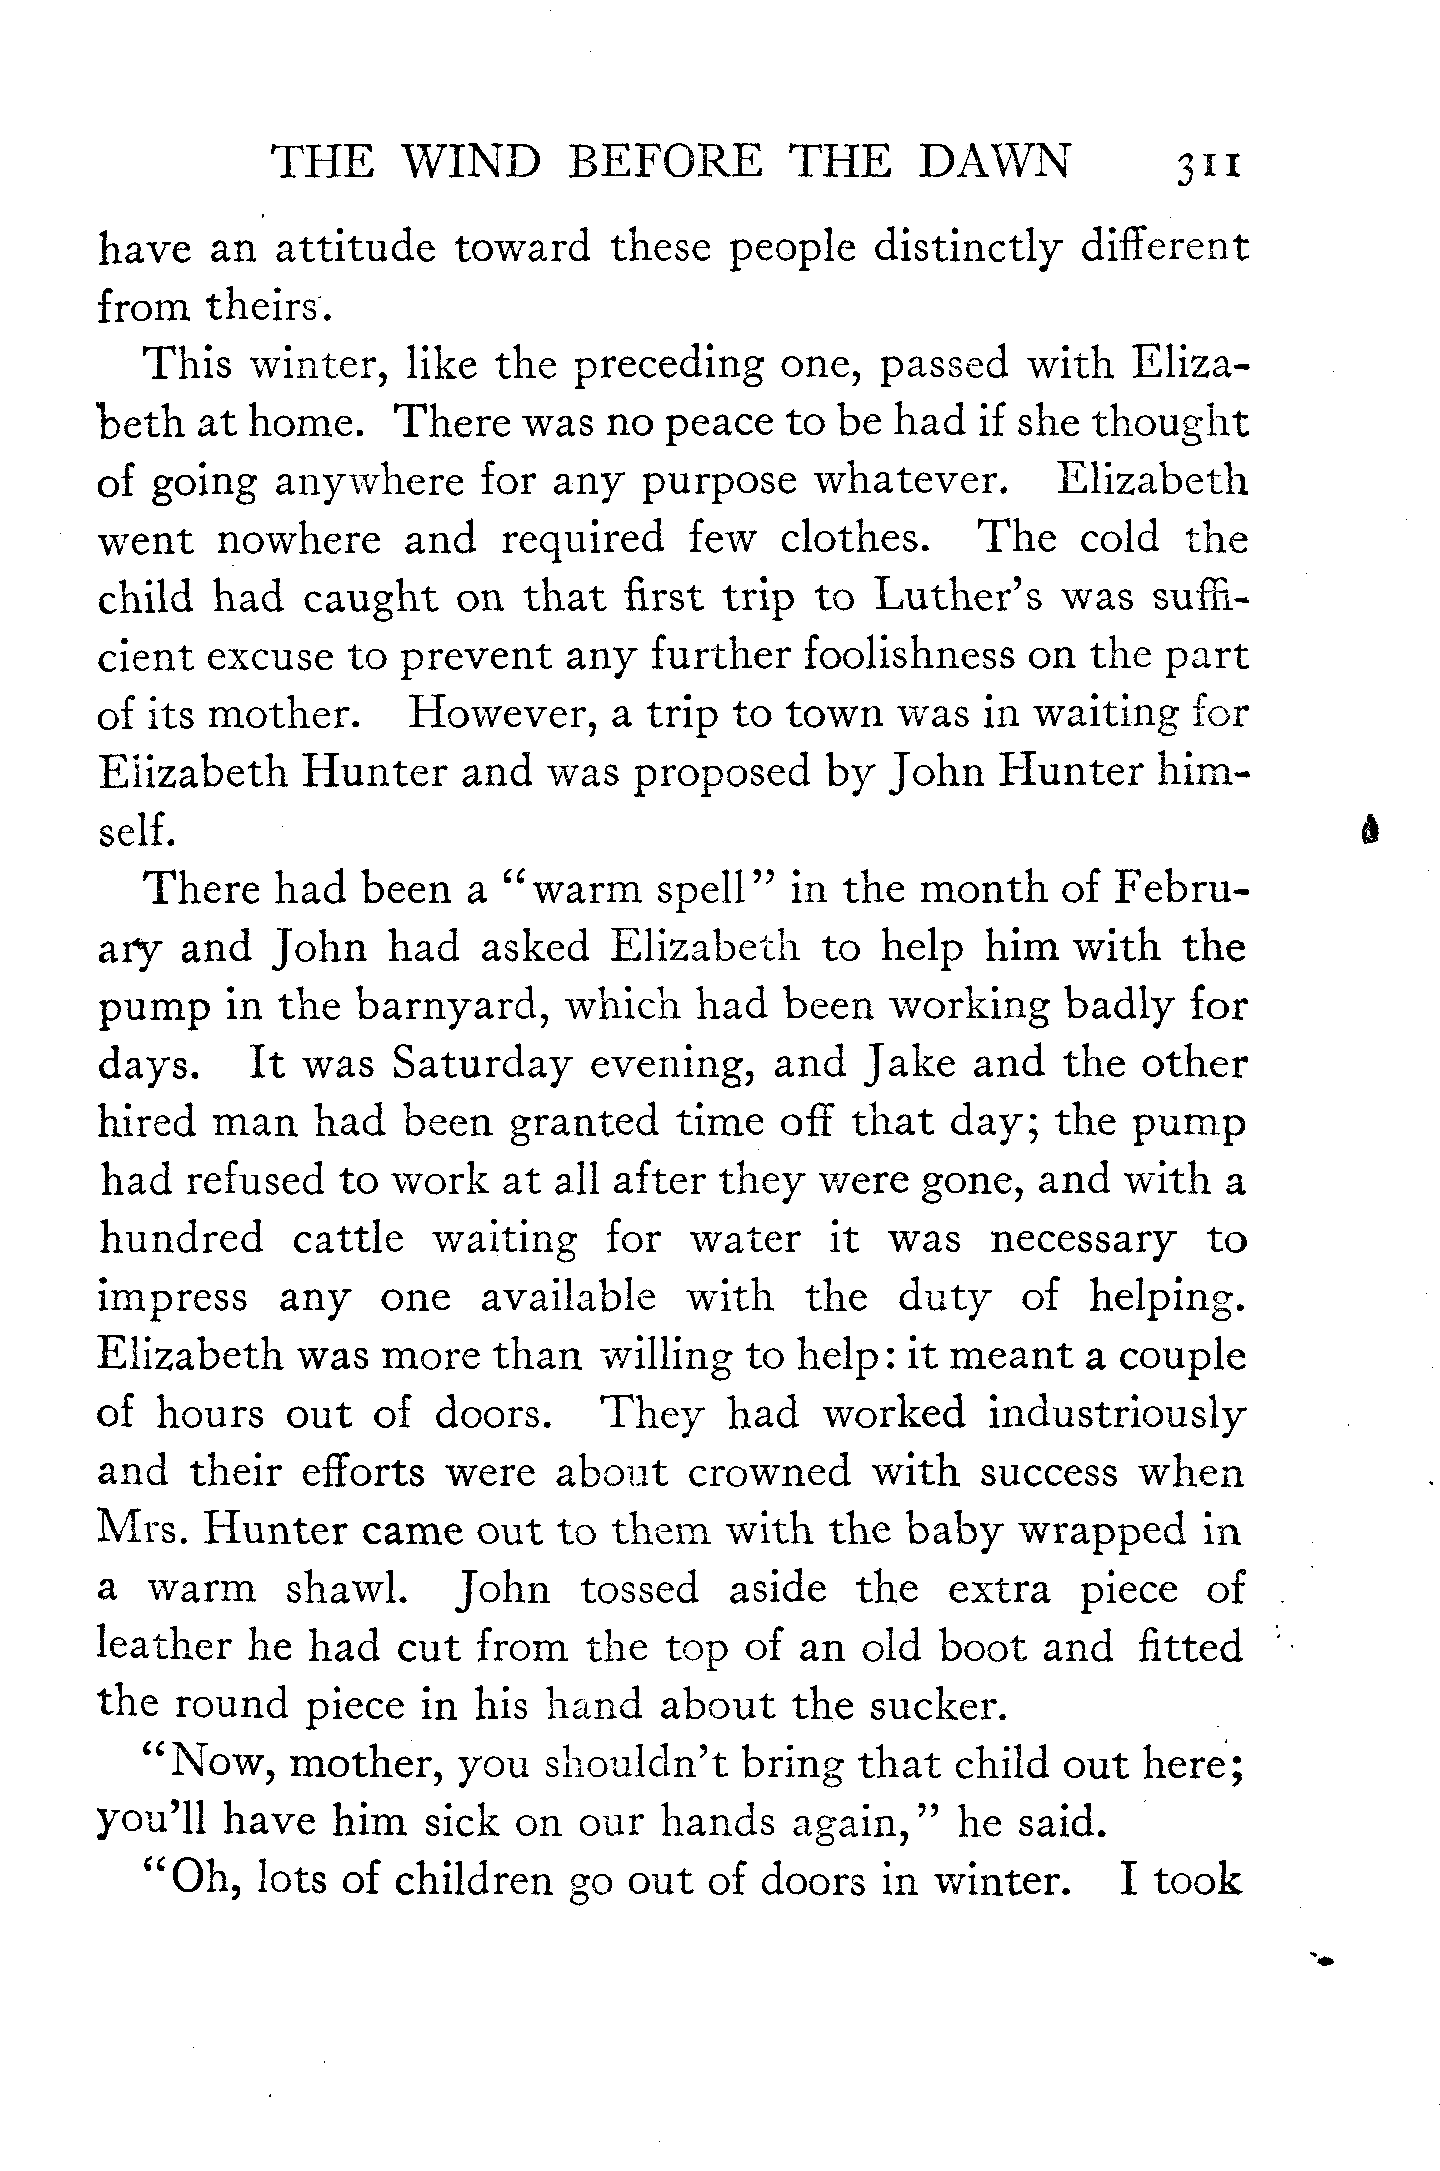 THE WIND BEFORE THE DAWN 311
have an attitude toward these people distinctly different
from theirs.
This winter, like the preceding one, passed with Eliza-
beth at home. There was no peace to be had if she thought
of going anywhere for any purpose whatever. Elizabeth
went nowhere and required few clothes. The cold the
child had caught on that first trip to Luther's was suffi-
cient excuse to prevent any further foolishness on the part
of its mother. However, a trip to town was in waiting for
Elizabeth Hunter and was proposed by John Hunter him-
self.
There had been a "warm spell" in the month of Febru-
ary and John had asked Elizabeth to help him with the
pump in the barnyard, which had been working badly for
days. It was Saturday evening, and Jake and the other
hired man had been granted time off that day; the pump
had refused to work at all after they were gone, and with a
hundred cattle waiting for water it was necessary to
impress any one available with the duty of helping.
Elizabeth was more than willing to help: it meant a couple
of hours out of doors. They had worked industriously
and their efforts were about crowned with success when
Mrs. Hunter came out to them with the baby wrapped in
a warm shawl. John tossed aside the extra piece of
leather he had cut from the top of an old boot and fitted
the round piece in his hand about the sucker.
"Now, mother, you shouldn't bring that child out here;
you'll have him sick on our hands again," he said.
"Oh, lots of children go out of doors in winter. I took